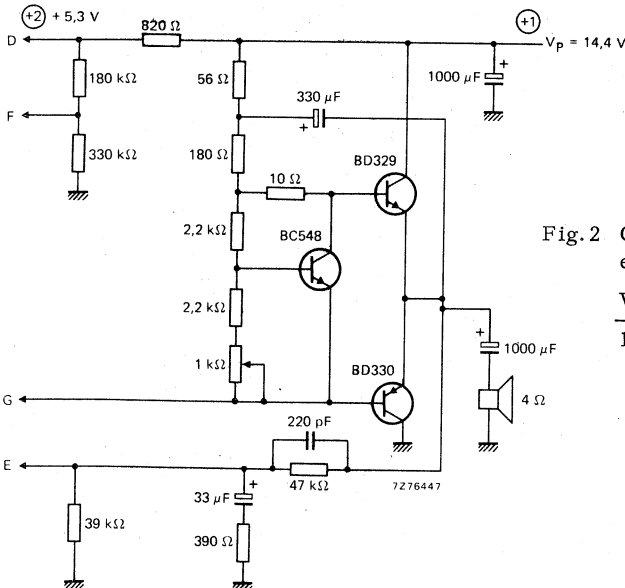 +2 + 5,3 V
820 Ω
+1
D
V_P = 14,4 V
180 kΩ
56 Ω
1000 µF
+
330 µF
+
F
330 kΩ
180 Ω
BD329
10 Ω
2,2 kΩ
BC548
Fig. 2
2,2 kΩ
+
1000 µF
1 kΩ
BD330
4 Ω
G
220 pF
E
+
47 kΩ
7Z76447
33 µF
39 kΩ
390 Ω